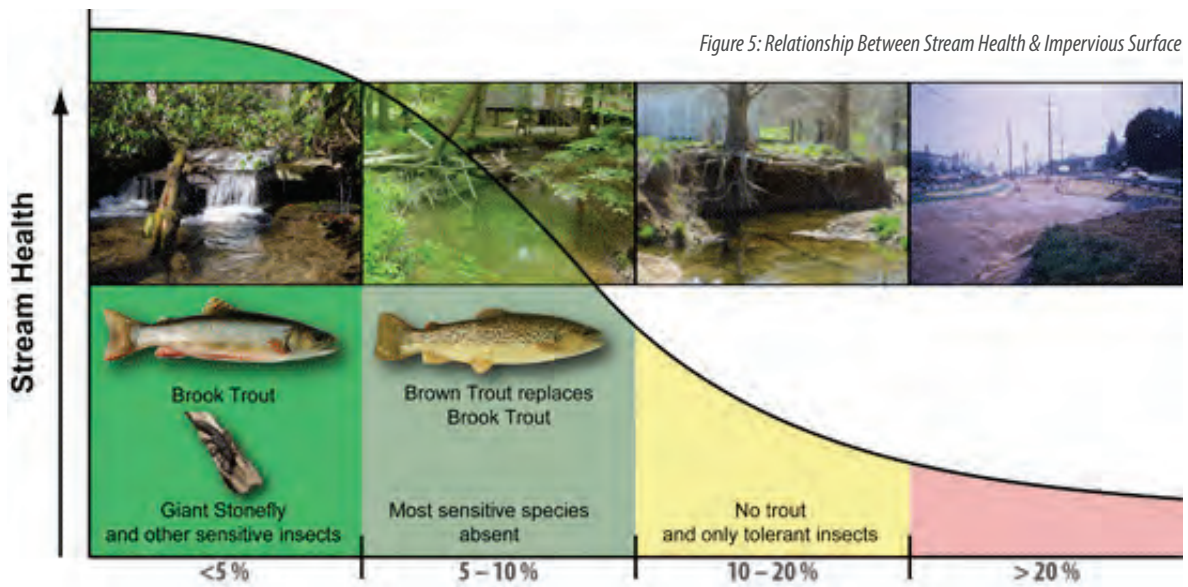 Figure 5: Relationship Between Stream Health & Impervious Surface
Stream Health
Brook Trout
Giant Stonefly
and other sensitive insects
Brown Trout replaces
Brook Trout
Most sensitive species
absent
No trout
and only tolerant insects
<5 %
5 – 10 %
10 – 20 %
> 20 %